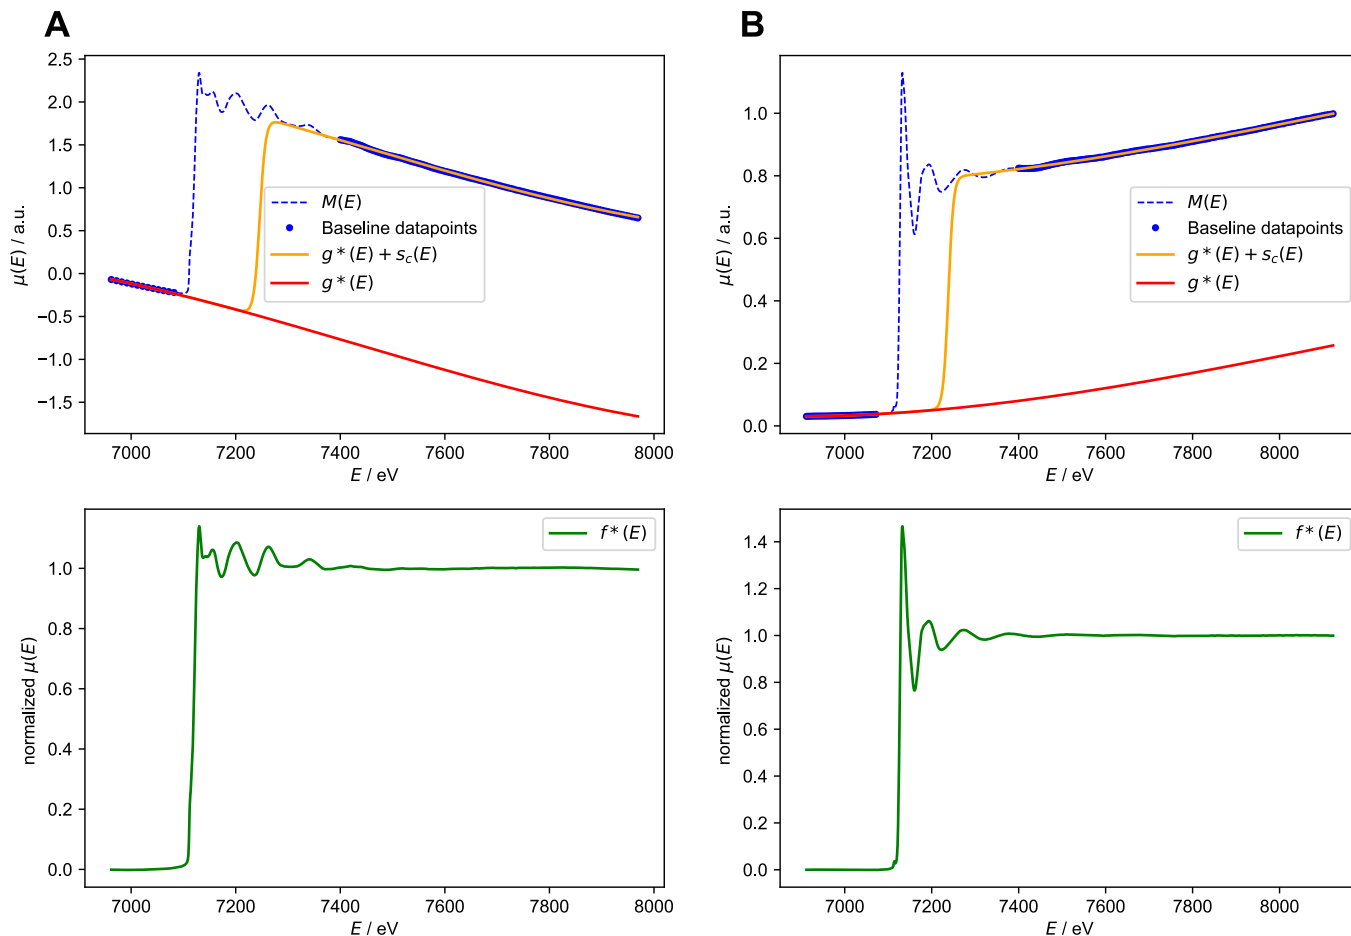 A
2.5
2.0
1.5
1.0
0.5
0.0
−0.5
−1.0
−1.5
μ(E) / a.u.
M(E)
Baseline datapoints
g*(E) + s_c(E)
g*(E)
7000 7200 7400 7600 7800 8000
E / eV
B
1.0
0.8
0.6
0.4
0.2
0.0
μ(E) / a.u.
M(E)
Baseline datapoints
g*(E) + s_c(E)
g*(E)
7000 7200 7400 7600 7800 8000
E / eV
1.0
0.8
0.6
0.4
0.2
0.0
normalized μ(E)
f*(E)
7000 7200 7400 7600 7800 8000
E / eV
1.4
1.2
1.0
0.8
0.6
0.4
0.2
0.0
normalized μ(E)
f*(E)
7000 7200 7400 7600 7800 8000
E / eV